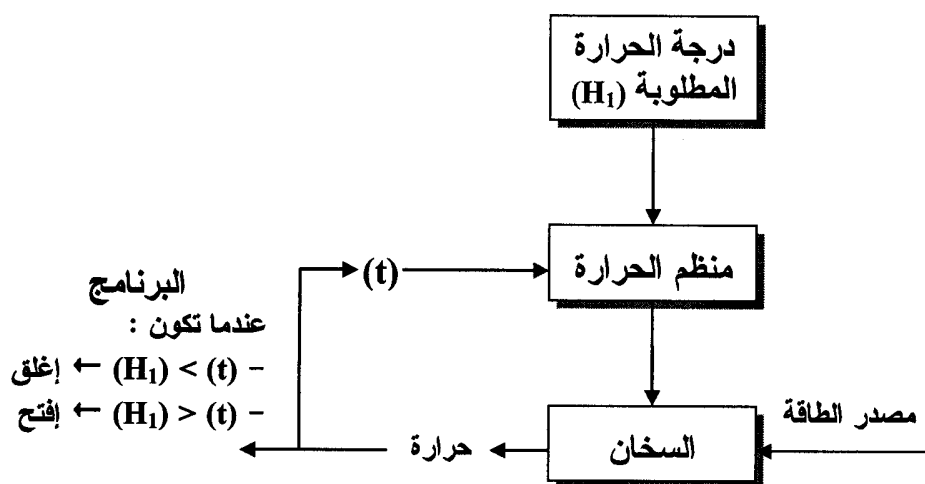 درجة الحرارة
المطلوبة (H₁)
منظم الحرارة
(t)
البرنامج
عندما تكون :
- (H₁) < (t) ← إغلق
- (H₁) > (t) ← إفتح
مصدر الطاقة
السخان
حرارة